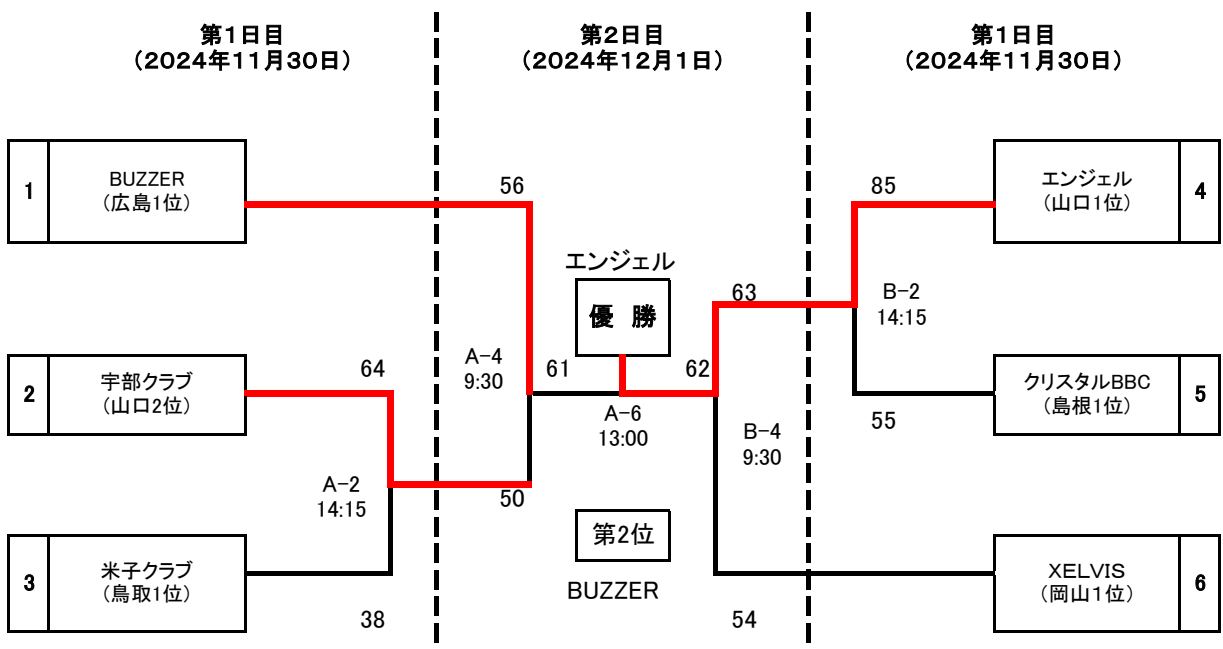 第1日目
（2024年11月30日）
第2日目
（2024年12月1日）
第1日目
（2024年11月30日）
1
BUZZER
（広島1位）
56
85
エンジェル
（山口1位）
4
エンジェル
優　勝
63
B-2
14:15
2
宇部クラブ
（山口2位）
64
A-4
9:30
61
62
A-6
13:00
クリスタルBBC
（島根1位）
5
55
B-4
9:30
A-2
14:15
50
第2位
BUZZER
3
米子クラブ
（鳥取1位）
38
54
XELVIS
（岡山１位）
6